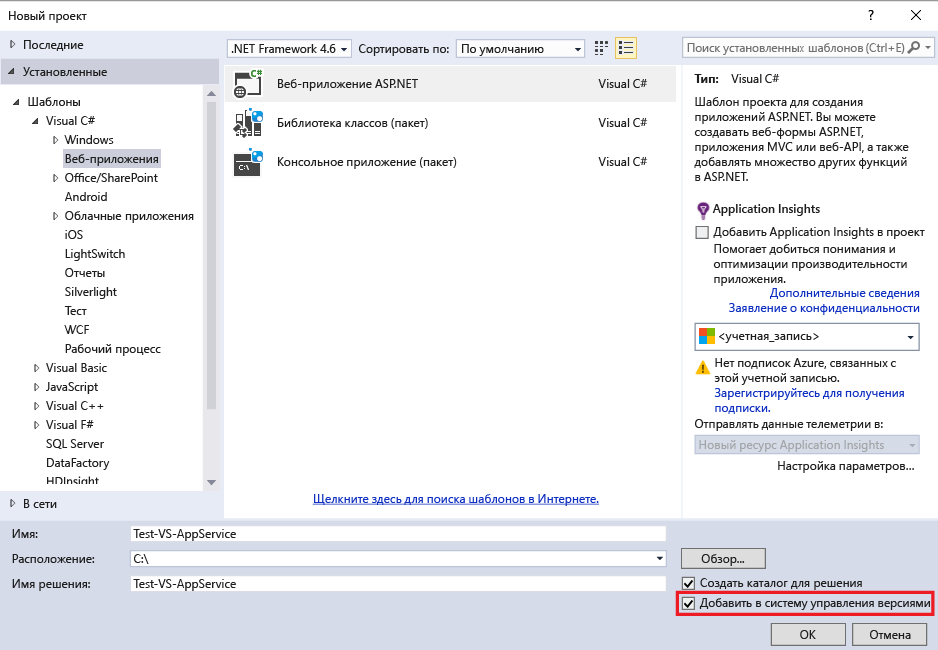 Новый проект
?
Последние
.NET Framework 4.6
Сортировать по:
По умолчанию
Поиск установленных шаблонов (Ctrl+E)
Установленные
Шаблоны
Visual C#
Windows
Веб-приложения
Office/SharePoint
Android
Облачные приложения
iOS
LightSwitch
Отчеты
Silverlight
Тест
WCF
Рабочий процесс
Visual Basic
JavaScript
Visual C++
Visual F#
SQL Server
DataFactory
HDInsight
В сети
Веб-приложение ASP.NET Visual C#
Библиотека классов (пакет) Visual C#
Консольное приложение (пакет) Visual C#
Щелкните здесь для поиска шаблонов в Интернете.
Тип: Visual C#
Шаблон проекта для создания
приложений ASP.NET. Вы можете
создавать веб-формы ASP.NET,
приложения MVC или веб-API, а также
добавлять множество других функций
в ASP.NET.
Application Insights
Добавить Application Insights в проект
Помогает добиться понимания и
оптимизации производительности
приложения.
Дополнительные сведения
Заявление о конфиденциальности
<учетная_запись>
Нет подписок Azure, связанных с
этой учетной записью.
Зарегистрируйтесь для получения
подписки.
Отправлять данные телеметрии в:
Новый ресурс Application Insights
Настройка параметров...
Имя: Test-VS-AppService
Расположение: C:\
Обзор...
Имя решения: Test-VS-AppService
Создать каталог для решения
Добавить в систему управления версиями
OK
Отмена